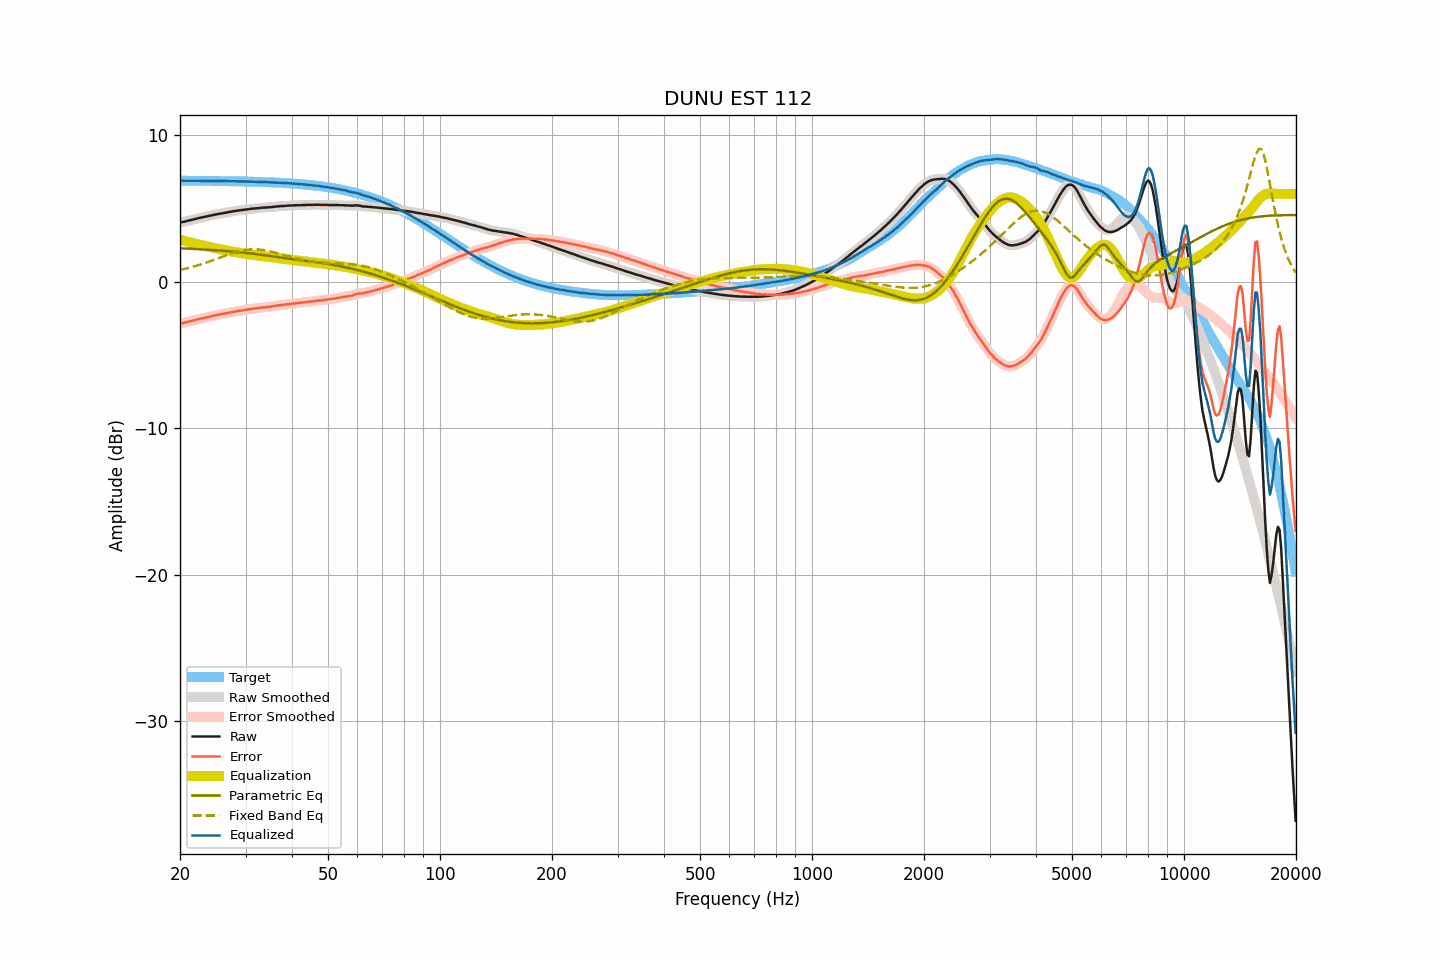 DUNU EST 112
10
0
−10
−20
−30
Amplitude (dBr)
Target
Raw Smoothed
Error Smoothed
Raw
Error
Equalization
Parametric Eq
Fixed Band Eq
Equalized
20 50 100 200 500 1000 2000 5000 10000 20000
Frequency (Hz)